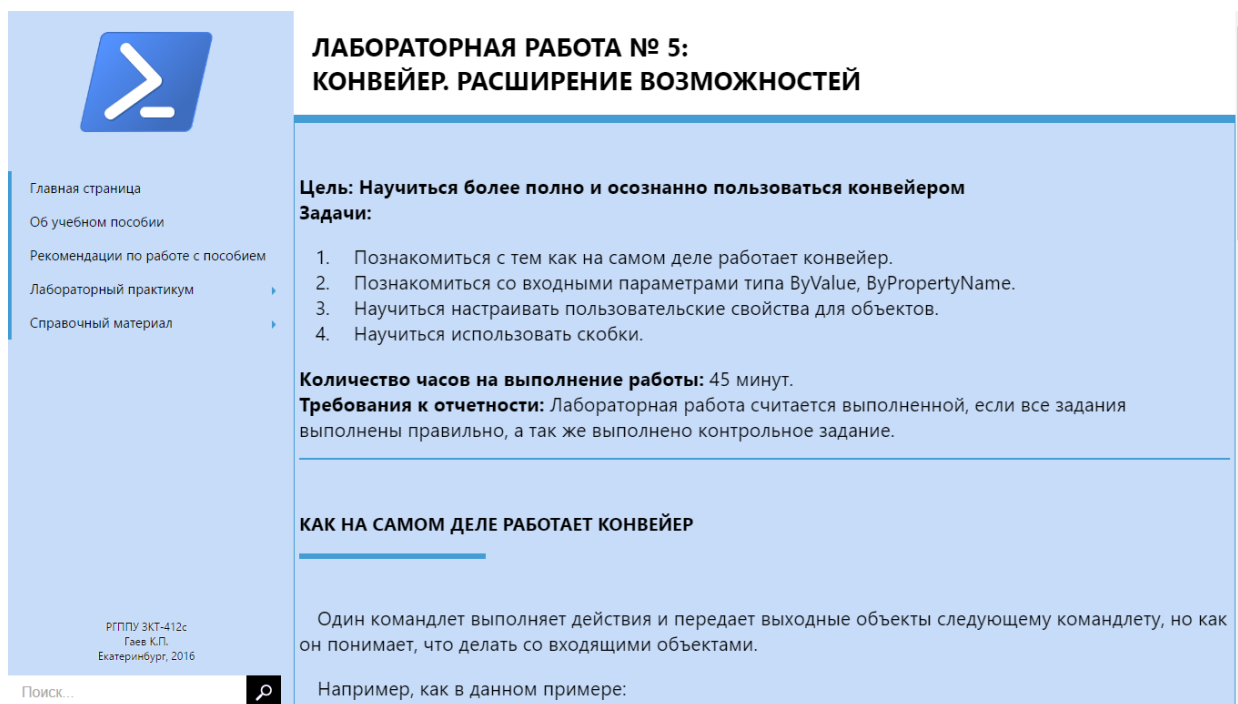 ЛАБОРАТОРНАЯ РАБОТА № 5:
КОНВЕЙЕР. РАСШИРЕНИЕ ВОЗМОЖНОСТЕЙ
Главная страница
Об учебном пособии
Рекомендации по работе с пособием
Лабораторный практикум
Справочный материал
РГППУ ЗКТ-412с
Гаев К.П.
Екатеринбург, 2016
Поиск...
Цель: Научиться более полно и осознанно пользоваться конвейером
Задачи:
1. Познакомиться с тем как на самом деле работает конвейер.
2. Познакомиться со входными параметрами типа ByValue, ByPropertyName.
3. Научиться настраивать пользовательские свойства для объектов.
4. Научиться использовать скобки.
Количество часов на выполнение работы: 45 минут.
Требования к отчетности: Лабораторная работа считается выполненной, если все задания
выполнены правильно, а так же выполнено контрольное задание.
КАК НА САМОМ ДЕЛЕ РАБОТАЕТ КОНВЕЙЕР
Один командлет выполняет действия и передает выходные объекты следующему командлету, но как
он понимает, что делать со входящими объектами.
Например, как в данном примере: